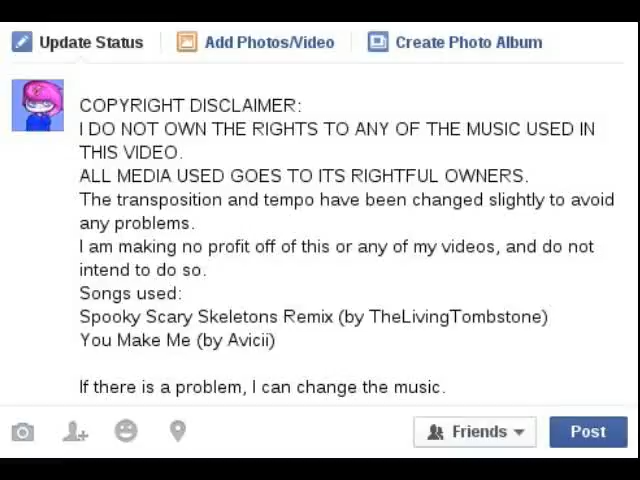 Update Status Add Photos/Video Create Photo Album
COPYRIGHT DISCLAIMER:
I DO NOT OWN THE RIGHTS TO ANY OF THE MUSIC USED IN
THIS VIDEO.
ALL MEDIA USED GOES TO ITS RIGHTFUL OWNERS.
The transposition and tempo have been changed slightly to avoid
any problems.
I am making no profit off of this or any of my videos, and do not
intend to do so.
Songs used:
Spooky Scary Skeletons Remix (by TheLivingTombstone)
You Make Me (by Avicii)
If there is a problem, I can change the music.
Friends Post